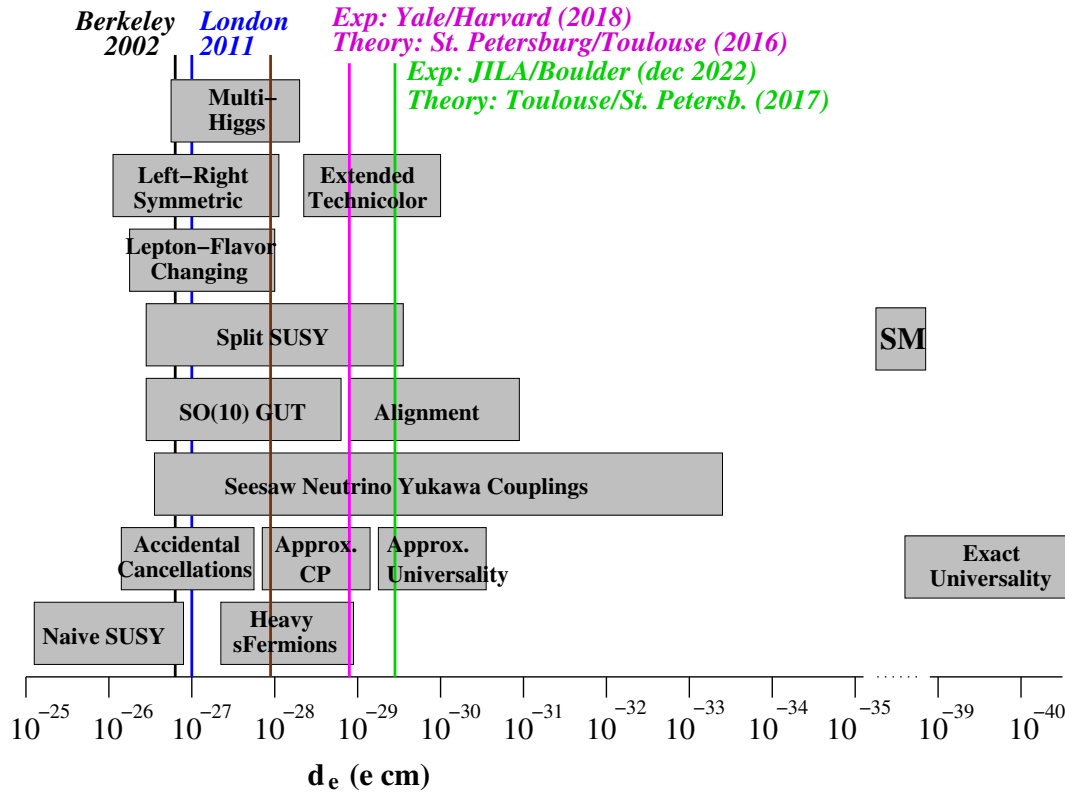 Berkeley
2002
London
2011
Exp: Yale/Harvard (2018)
Theory: St. Petersburg/Toulouse (2016)
Exp: JILA/Boulder (dec 2022)
Theory: Toulouse/St. Petersb. (2017)
Multi−
Higgs
Left−Right
Symmetric
Extended
Technicolor
Lepton−Flavor
Changing
Split SUSY
SM
SO(10) GUT
Alignment
Seesaw Neutrino Yukawa Couplings
Accidental
Cancellations
Approx.
CP
Approx.
Universality
Exact
Universality
Naive SUSY
Heavy
sFermions
10⁻²⁵ 10⁻²⁶ 10⁻²⁷ 10⁻²⁸ 10⁻²⁹ 10⁻³⁰ 10⁻³¹ 10⁻³² 10⁻³³ 10⁻³⁴ 10⁻³⁵ 10⁻³⁹ 10⁻⁴⁰
dₑ (e cm)